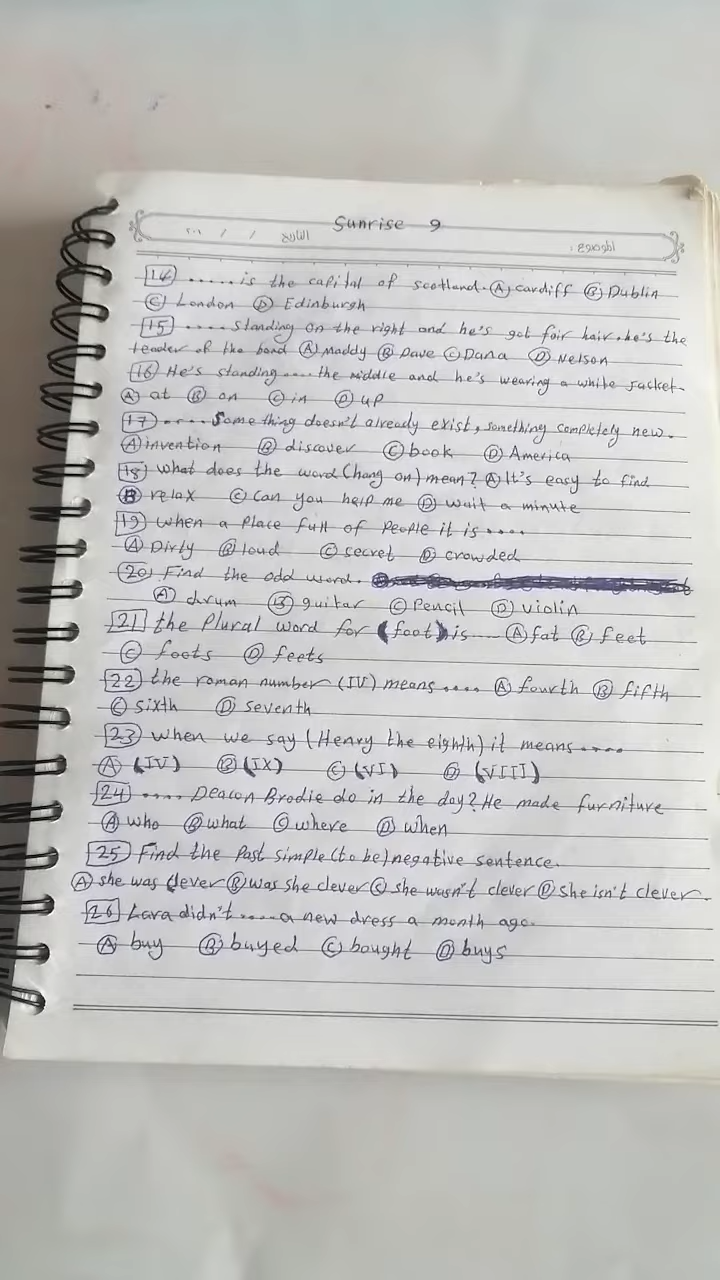 Sunrise 9
التاريخ / / ٢٠١
الموضوع :
14 ..... is the capital of scotland. Ⓐ cardiff Ⓑ Dublin
Ⓒ London Ⓓ Edinburgh
15 ..... standing on the right and he's got fair hair. he's the
leader of the band Ⓐ Maddy Ⓑ Dave Ⓒ Dana Ⓓ Nelson
16 He's standing .... the middle and he's wearing a white jacket.
Ⓐ at Ⓑ on Ⓒ in Ⓓ up
17 ..... Something doesn't already exist, something completely new.
Ⓐ invention Ⓑ discover Ⓒ book Ⓓ America
18 what does the word (hang on) mean? Ⓐ It's easy to find
Ⓑ relax Ⓒ Can you help me Ⓓ wait a minute
19 when a place full of people it is ....
Ⓐ Dirty Ⓑ loud Ⓒ secret Ⓓ crowded
20 Find the odd word.
Ⓐ drum Ⓑ guitar Ⓒ Pencil Ⓓ violin
21 the plural word for (foot) is .... Ⓐ fat Ⓑ feet
Ⓒ foots Ⓓ feets
22 the roman number (IV) means .... Ⓐ fourth Ⓑ fifth
Ⓒ sixth Ⓓ seventh
23 when we say (Henry the eighth) it means ....
Ⓐ (IV) Ⓑ (IX) Ⓒ (VI) Ⓓ (VIII)
24 .... Deacon Brodie do in the day? He made furniture
Ⓐ who Ⓑ what Ⓒ where Ⓓ when
25 Find the Past simple (to be) negative sentence.
Ⓐ she was clever Ⓑ was she clever Ⓒ she wasn't clever Ⓓ she isn't clever.
26 Lara didn't .... a new dress a month ago.
Ⓐ buy Ⓑ buyed Ⓒ bought Ⓓ buys